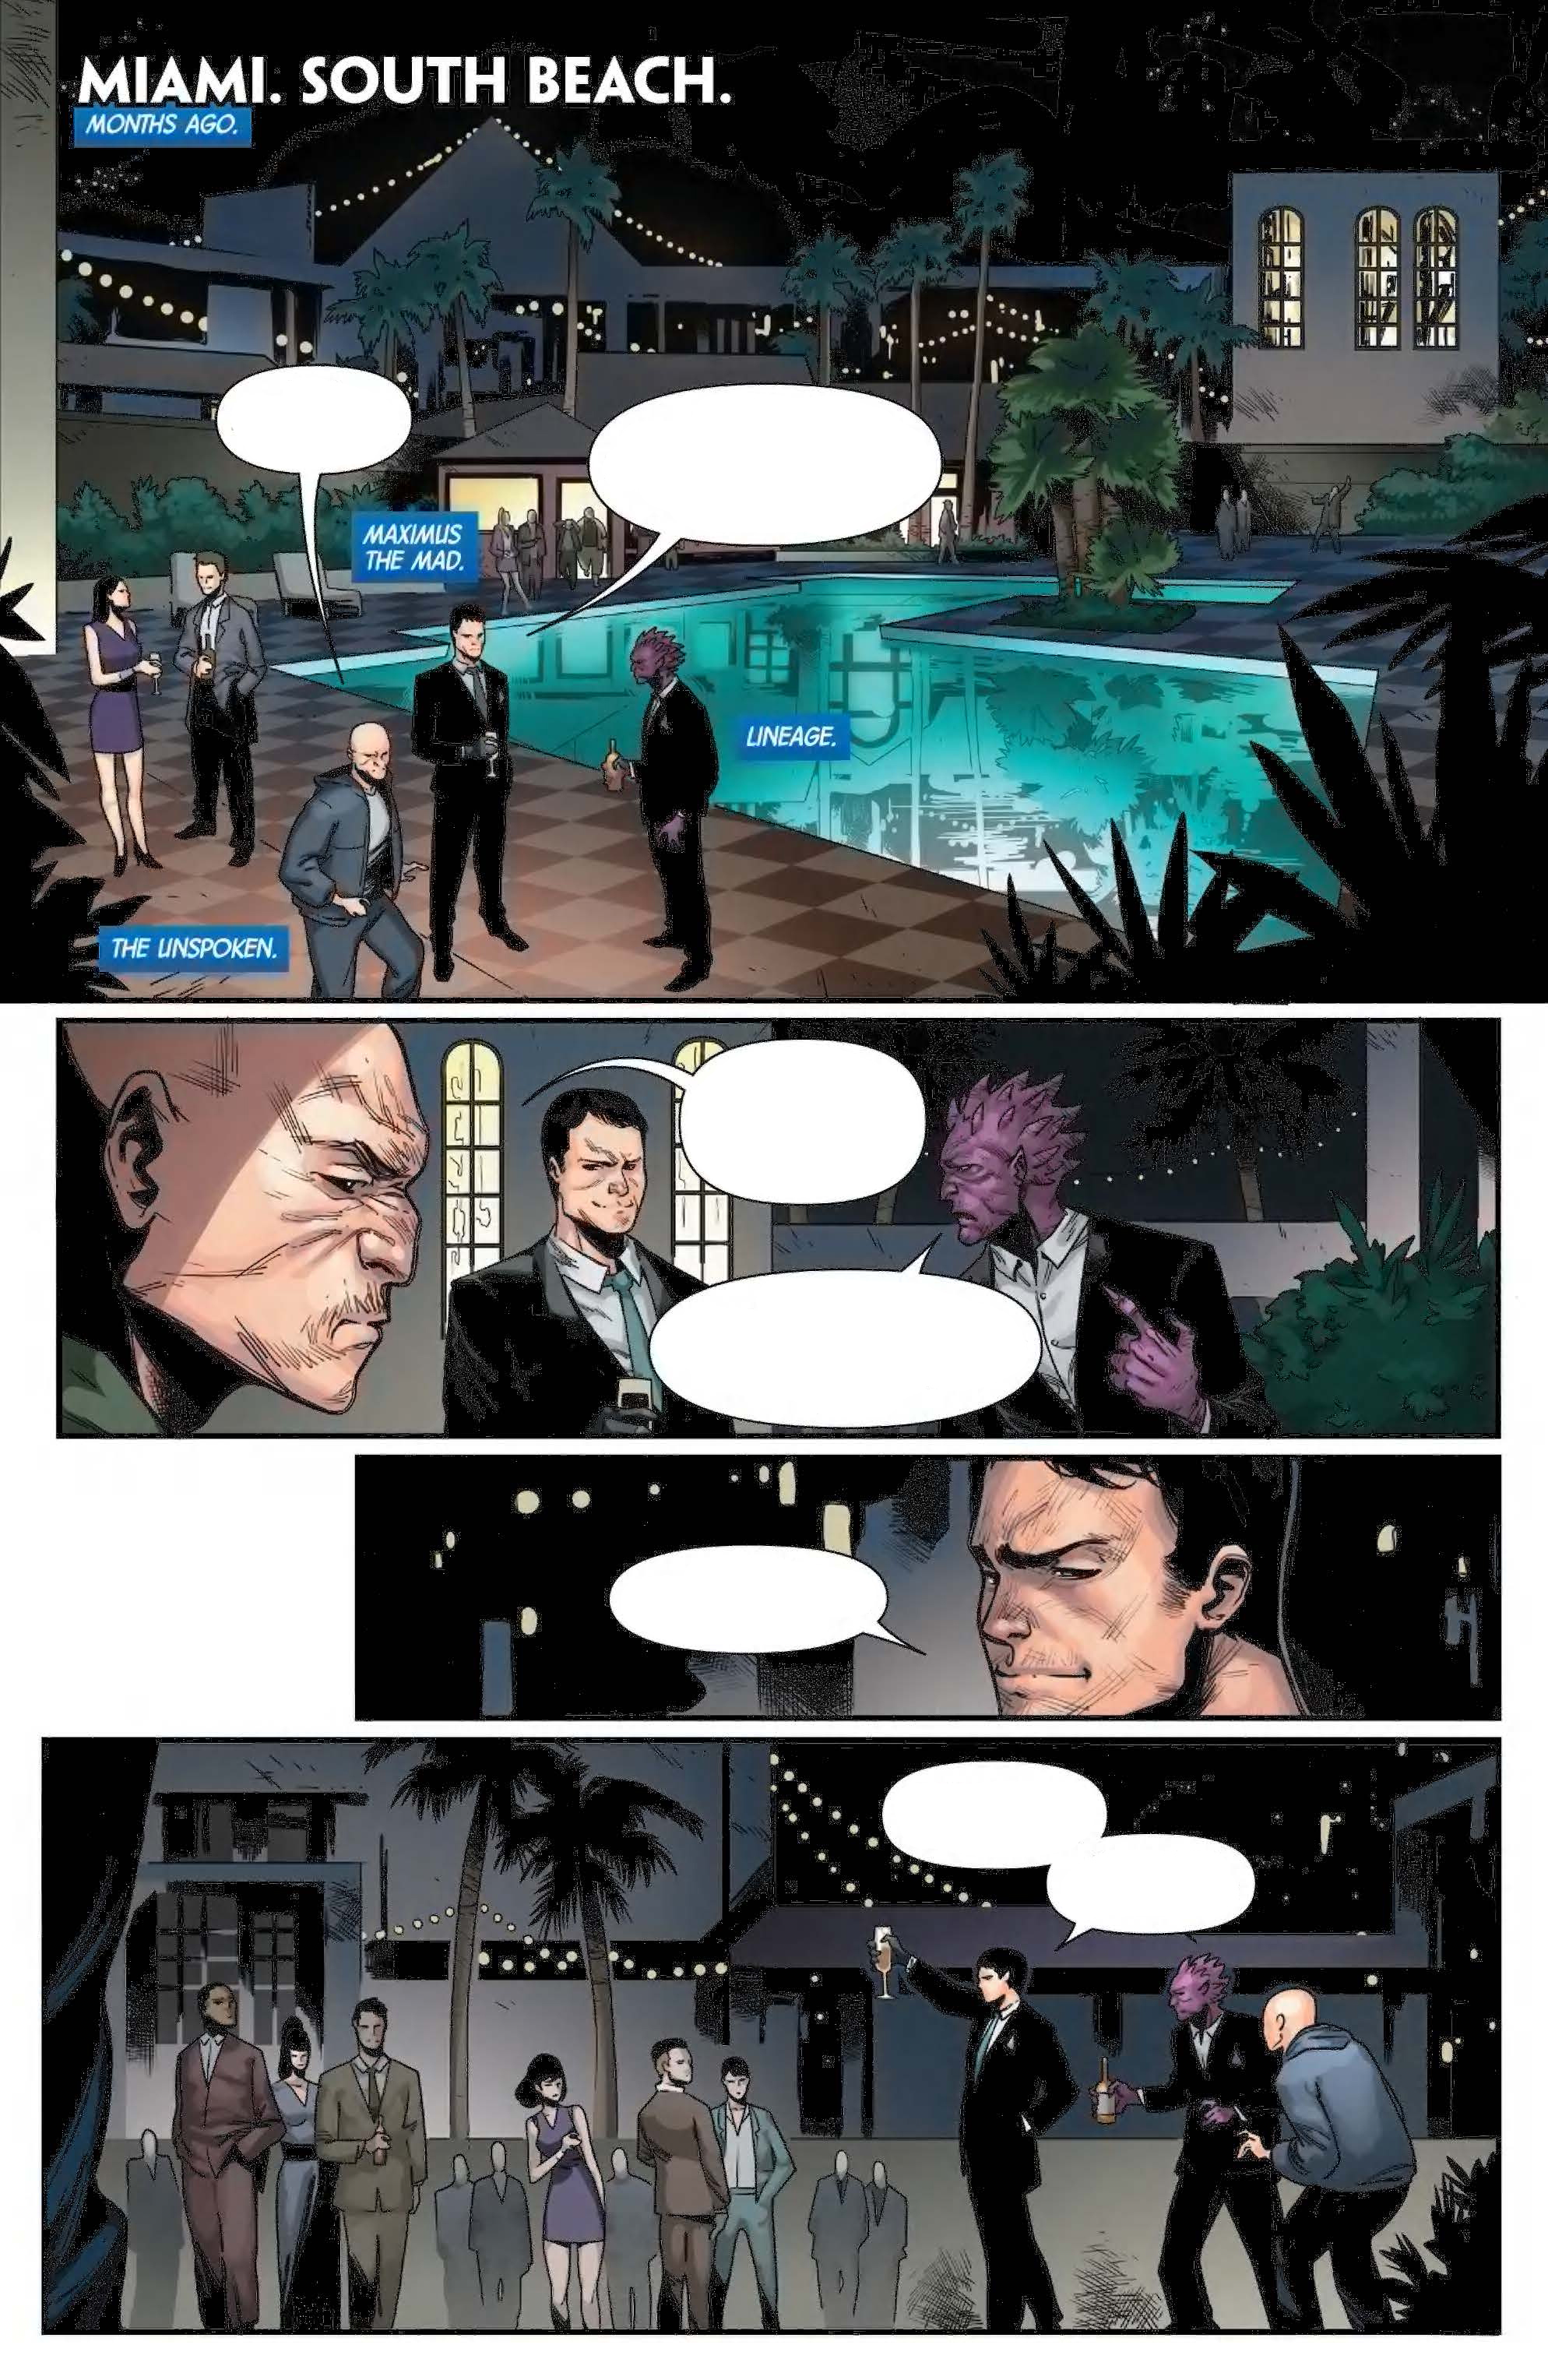 MIAMI. SOUTH BEACH.
MONTHS AGO.
MAXIMUS
THE MAD.
LINEAGE.
THE UNSPOKEN.